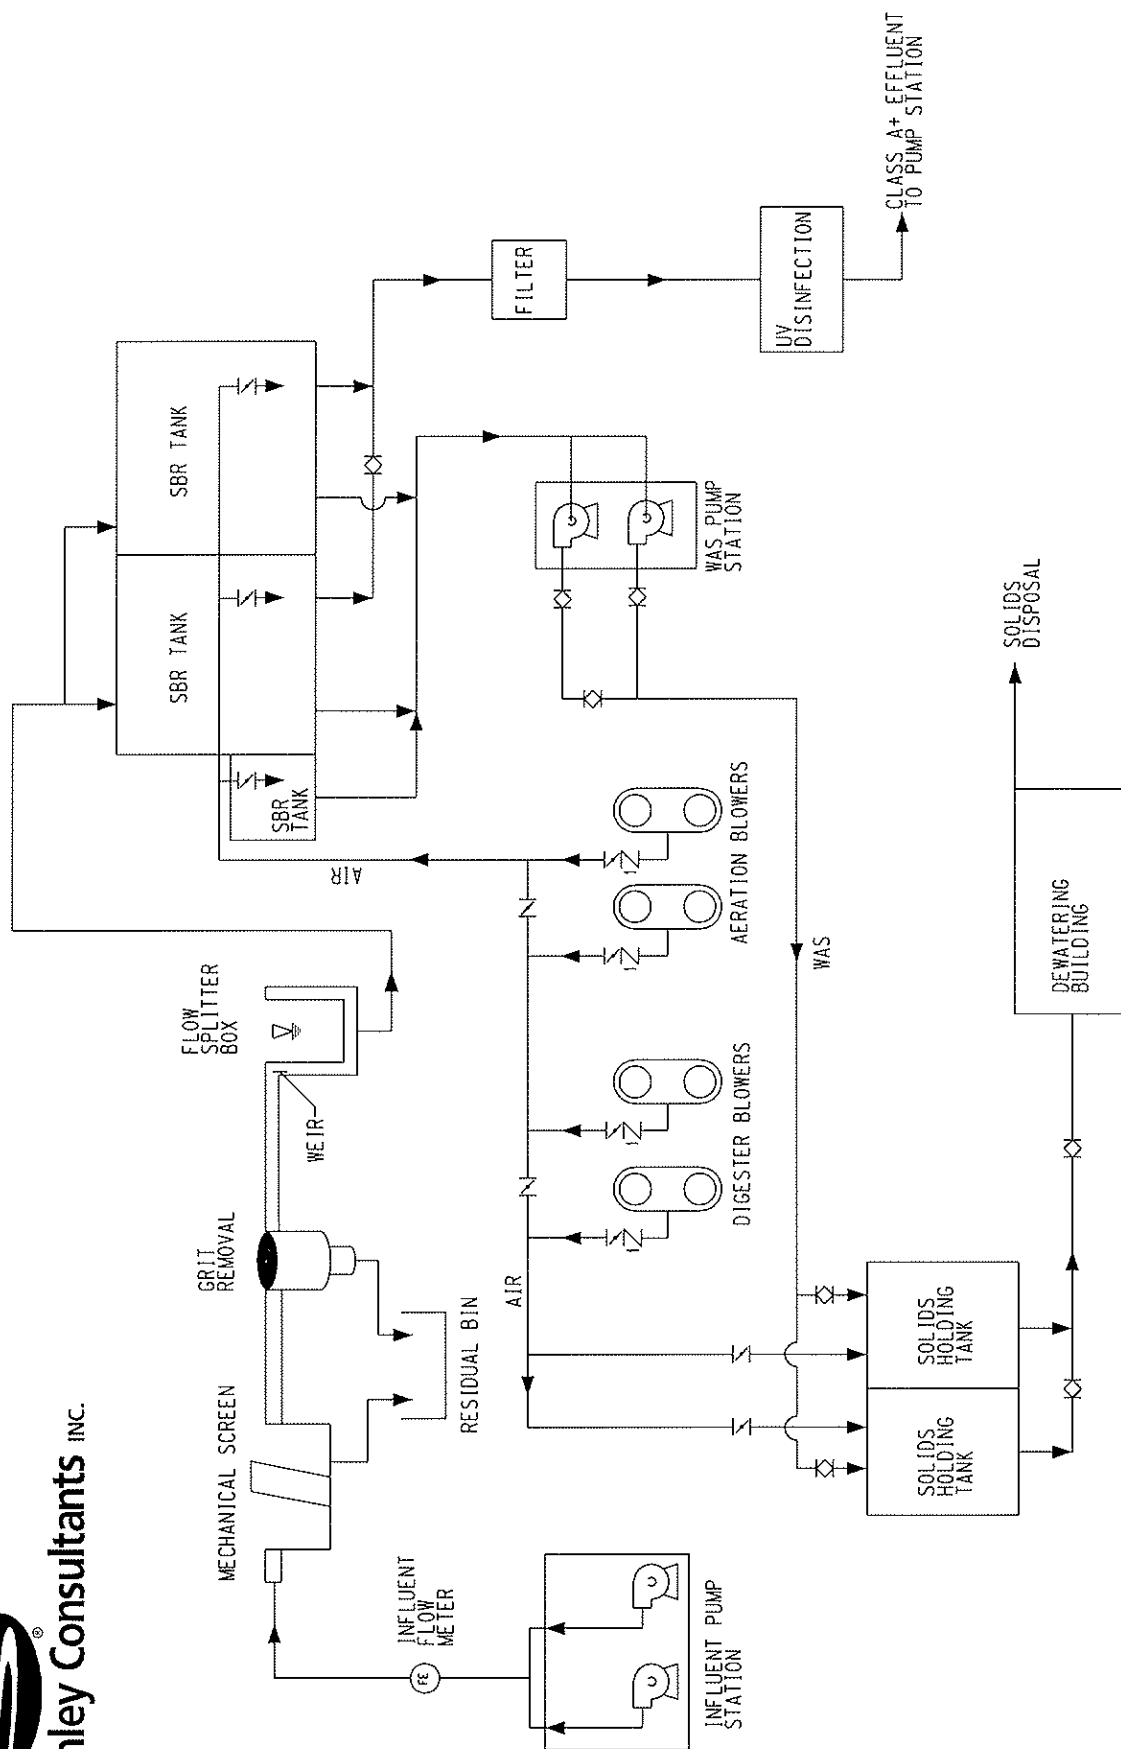 nley Consultants INC.
®
INFLUENT PUMP
STATION
INFLUENT
FLOW
METER
FE
MECHANICAL SCREEN
RESIDUAL BIN
GRIT
REMOVAL
WEIR
FLOW
SPLITTER
BOX
SBR
TANK
SBR TANK
SBR TANK
AIR
AIR
DIGESTER BLOWERS
AERATION BLOWERS
WAS PUMP
STATION
WAS
FILTER
UV
DISINFECTION
CLASS A+ EFFLUENT
TO PUMP STATION
SOLIDS
HOLDING
TANK
SOLIDS
HOLDING
TANK
DEWATERING
BUILDING
SOLIDS
DISPOSAL